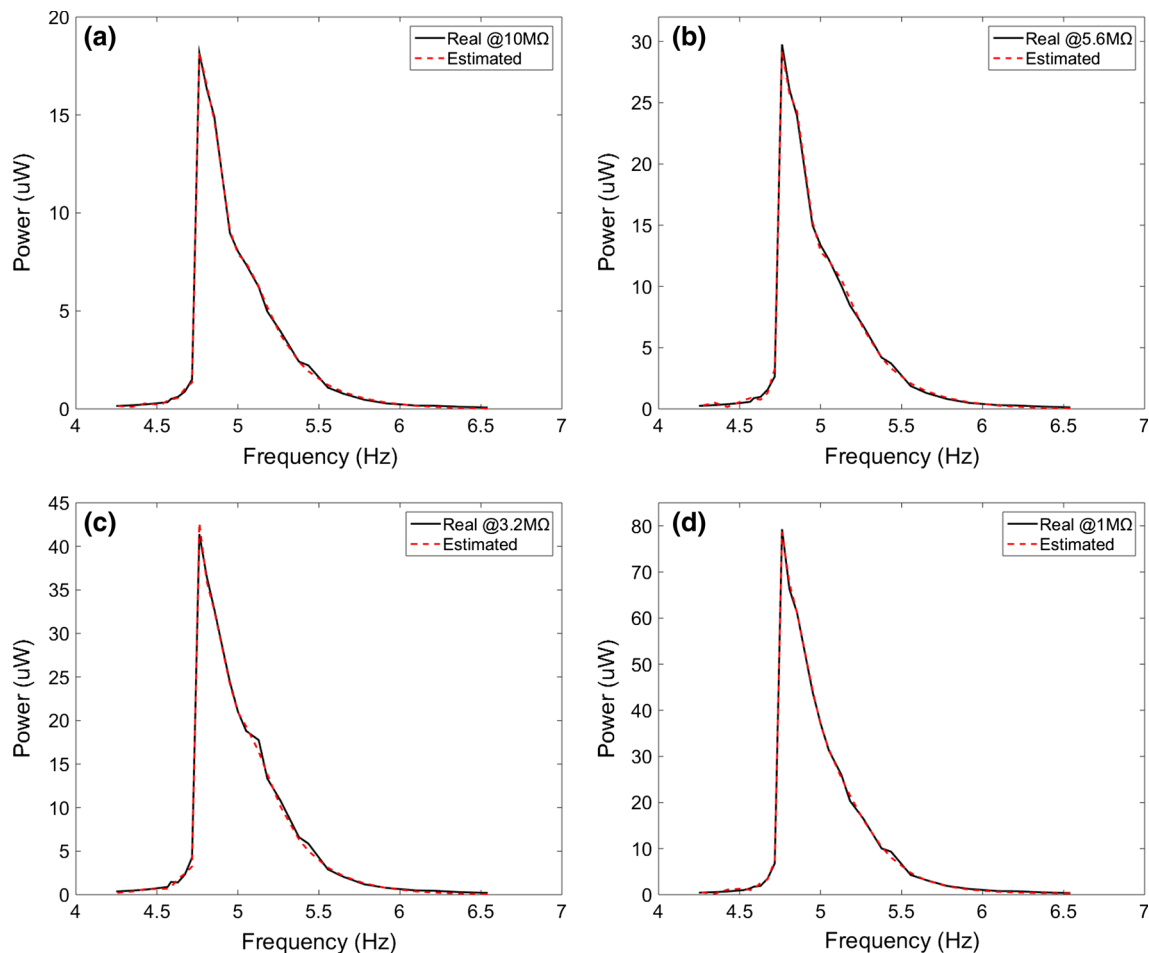 (a)
Real @10MΩ
Estimated
20
15
10
5
0
4
4.5
5
5.5
6
6.5
7
Power (uW)
Frequency (Hz)
(b)
Real @5.6MΩ
Estimated
30
25
20
15
10
5
0
4
4.5
5
5.5
6
6.5
7
Power (uW)
Frequency (Hz)
(c)
Real @3.2MΩ
Estimated
45
40
35
30
25
20
15
10
5
0
4
4.5
5
5.5
6
6.5
7
Power (uW)
Frequency (Hz)
(d)
Real @1MΩ
Estimated
80
70
60
50
40
30
20
10
0
4
4.5
5
5.5
6
6.5
7
Power (uW)
Frequency (Hz)